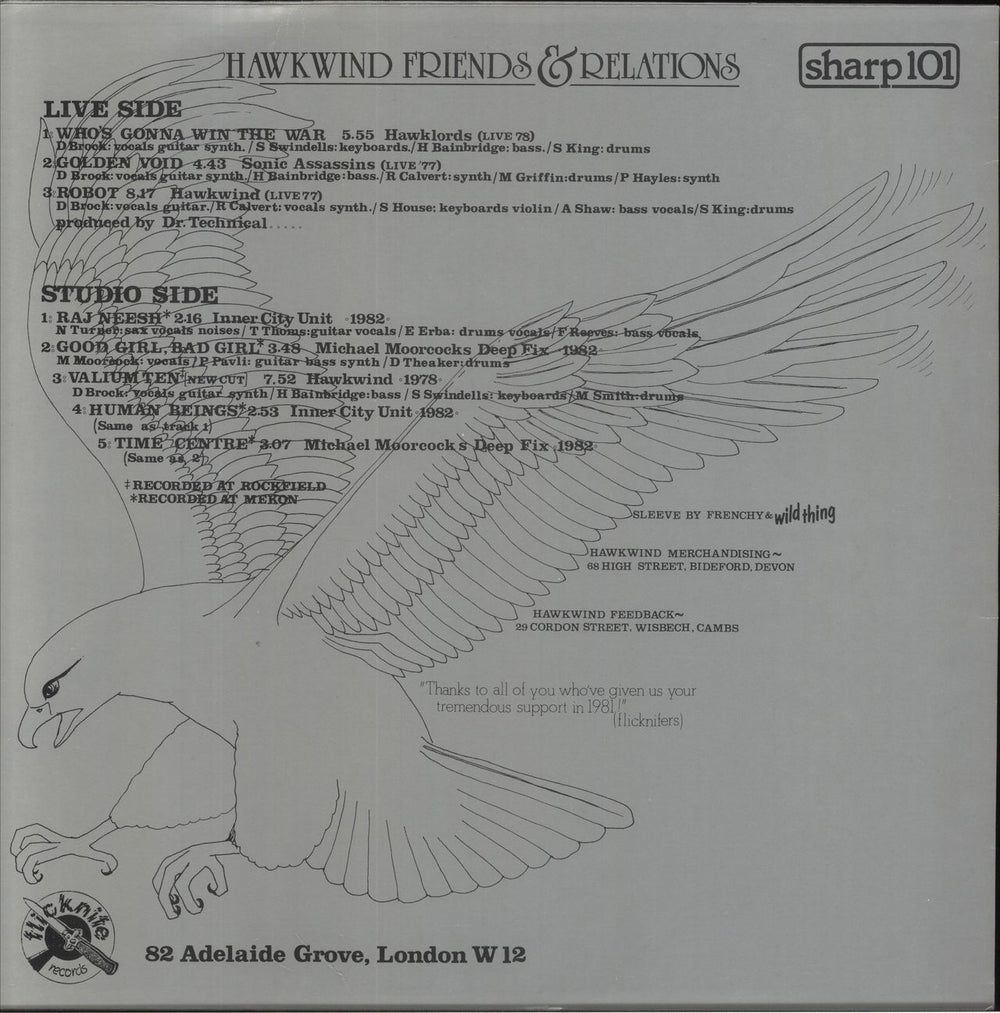 HAWKWIND FRIENDS & RELATIONS
sharp 101
LIVE SIDE
1: WHO'S GONNA WIN THE WAR 5.55 Hawklords (LIVE 78)
D Brock: vocals guitar synth. / S Swindells: keyboards. / H Bainbridge: bass. / S King: drums
2: GOLDEN VOID 4.43 Sonic Assassins (LIVE '77)
D Brock: vocals guitar synth. / H Bainbridge: bass. / R Calvert: synth / M Griffin: drums / P Hayles: synth
3: ROBOT 8.17 Hawkwind (LIVE 77)
D Brock: vocals guitar. / R Calvert: vocals synth. / S House: keyboards violin / A Shaw: bass vocals / S King: drums
produced by Dr. Technical.....
STUDIO SIDE
1: RAJ NEESH* 2.16 Inner City Unit ·1982·
N Turner: sax vocals noises / T Thoms: guitar vocals / E Erba: drums vocals / F Reeves: bass vocals
2: GOOD GIRL, BAD GIRL* 3.48 Michael Moorcocks Deep Fix ·1982·
M Moorcock: vocals / P Pavli: guitar bass synth / D Theaker: drums
3: VALIUM TEN‡ [NEW CUT] 7.52 Hawkwind ·1978·
D Brock: vocals guitar synth / H Bainbridge: bass / S Swindells: keyboards / M Smith: drums
4: HUMAN BEINGS* 2.53 Inner City Unit ·1982·
(Same as track 1)
5: TIME CENTRE* 3.07 Michael Moorcock s Deep Fix ·1982·
(Same as 2)
‡ RECORDED AT ROCKFIELD
*RECORDED AT MEKON
SLEEVE BY FRENCHY & wild thing
HAWKWIND MERCHANDISING~
68 HIGH STREET, BIDEFORD, DEVON
HAWKWIND FEEDBACK~
29 CORDON STREET, WISBECH, CAMBS
"Thanks to all of you who've given us your
tremendous support in 1981!"
(flicknifers)
flicknife
records
82 Adelaide Grove, London W 12